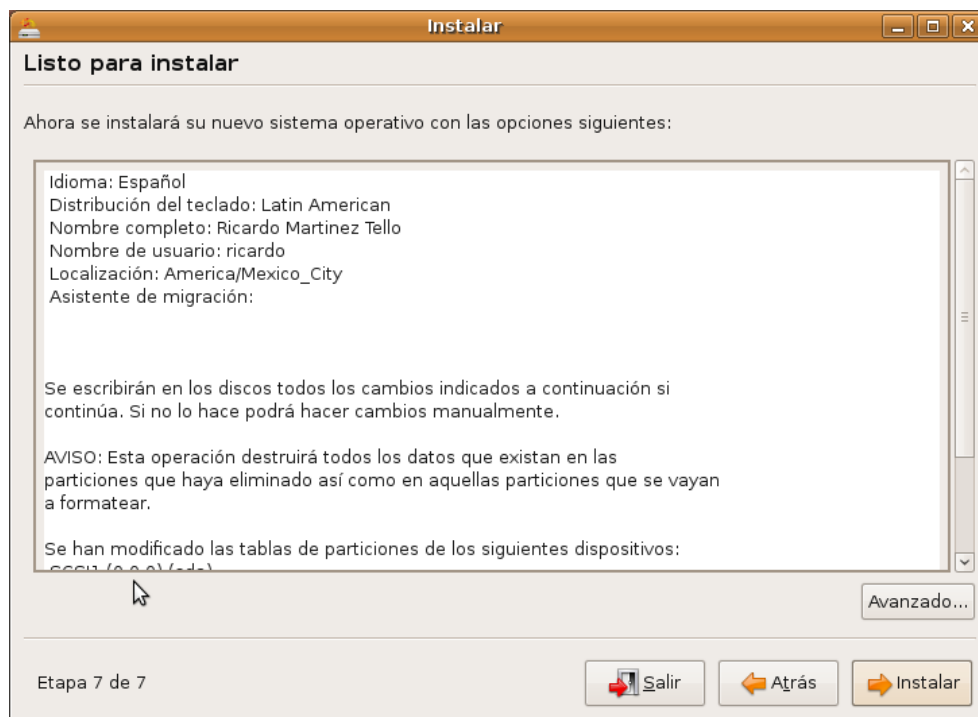 Instalar
Listo para instalar
Ahora se instalará su nuevo sistema operativo con las opciones siguientes:
Idioma: Español
Distribución del teclado: Latin American
Nombre completo: Ricardo Martinez Tello
Nombre de usuario: ricardo
Localización: America/Mexico_City
Asistente de migración:
Se escribirán en los discos todos los cambios indicados a continuación si
continúa. Si no lo hace podrá hacer cambios manualmente.
AVISO: Esta operación destruirá todos los datos que existan en las
particiones que haya eliminado así como en aquellas particiones que se vayan
a formatear.
Se han modificado las tablas de particiones de los siguientes dispositivos:
SCSI1 (0,0,0) (sda)
Avanzado...
Etapa 7 de 7
Salir
Atrás
Instalar